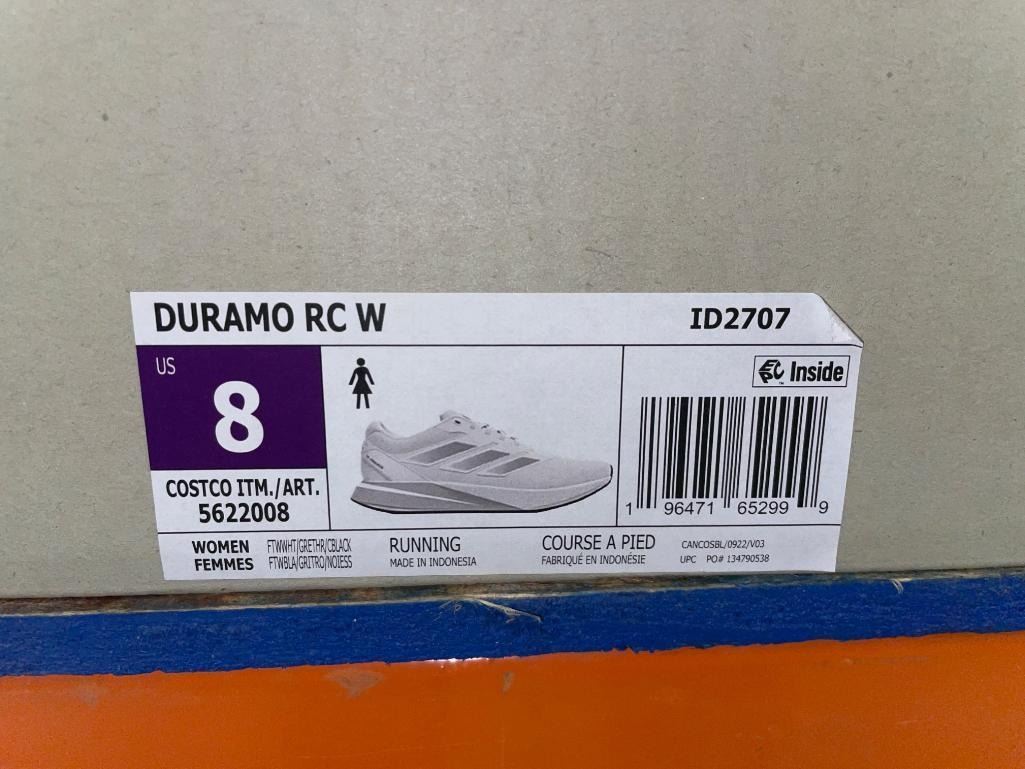 DURAMO RC W
ID2707
US
8
COSTCO ITM./ART.
5622008
EPC Inside
1 96471 65299 9
WOMEN FTWWHT/GRETHR/CBLACK
FEMMES FTWBLA/GRITRO/NOIESS
RUNNING
MADE IN INDONESIA
COURSE A PIED
FABRIQUÉ EN INDONÉSIE
CANCOSBL/0922/V03
UPC PO# 134790538